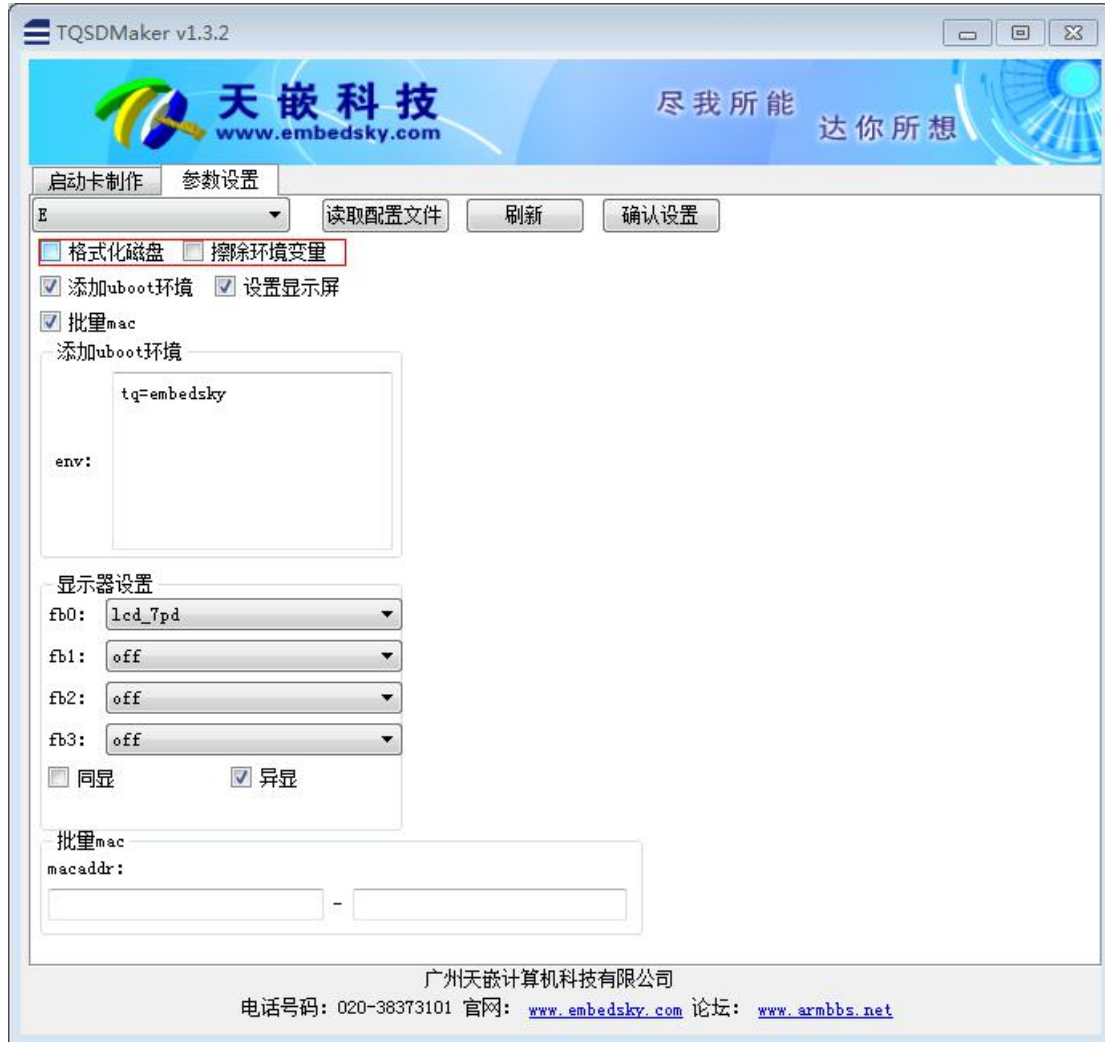 TQSDMaker v1.3.2
天嵌科技
www.embedsky.com
尽我所能
达你所想
启动卡制作 参数设置
E 读取配置文件 刷新 确认设置
格式化磁盘 擦除环境变量
添加uboot环境 设置显示屏
批量mac
添加uboot环境
tq=embedsky
env:
显示器设置
fb0: lcd_7pd
fb1: off
fb2: off
fb3: off
同显 异显
批量mac
macaddr:
-
广州天嵌计算机科技有限公司
电话号码: 020-38373101 官网: www.embedsky.com 论坛: www.armbbs.net